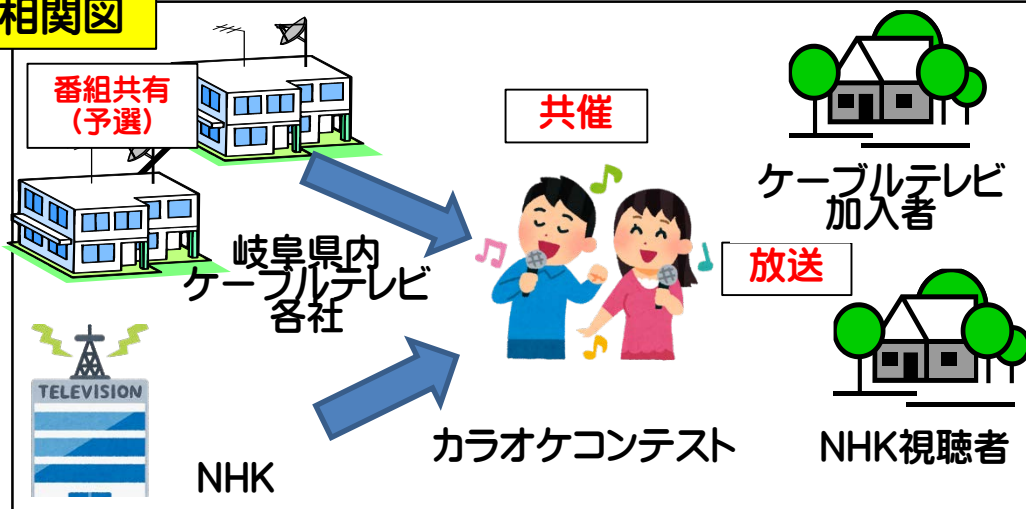 相関図
番組共有
(予選)
共催
ケーブルテレビ
加入者
岐阜県内
ケーブルテレビ
各社
放送
TELEVISION
NHK
カラオケコンテスト
NHK視聴者